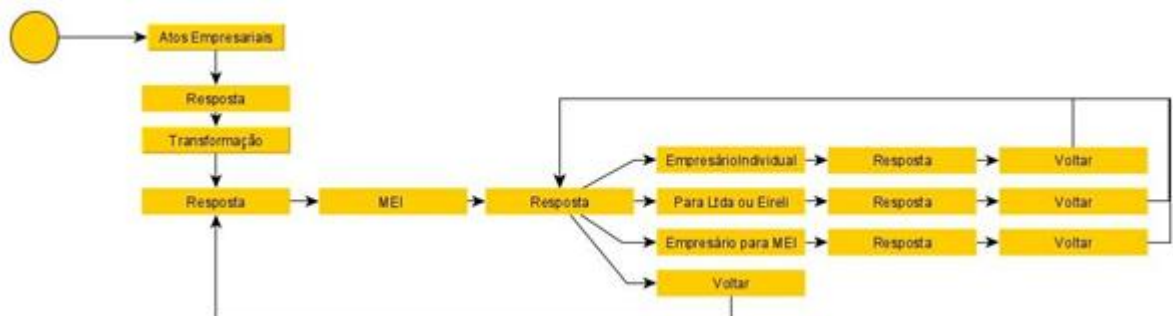 Atos Empresariais
Resposta
Transformação
Resposta
MEI
Resposta
EmpresárioIndividual
Resposta
Voltar
Para Ltda ou Eireli
Resposta
Voltar
Empresário para MEI
Resposta
Voltar
Voltar